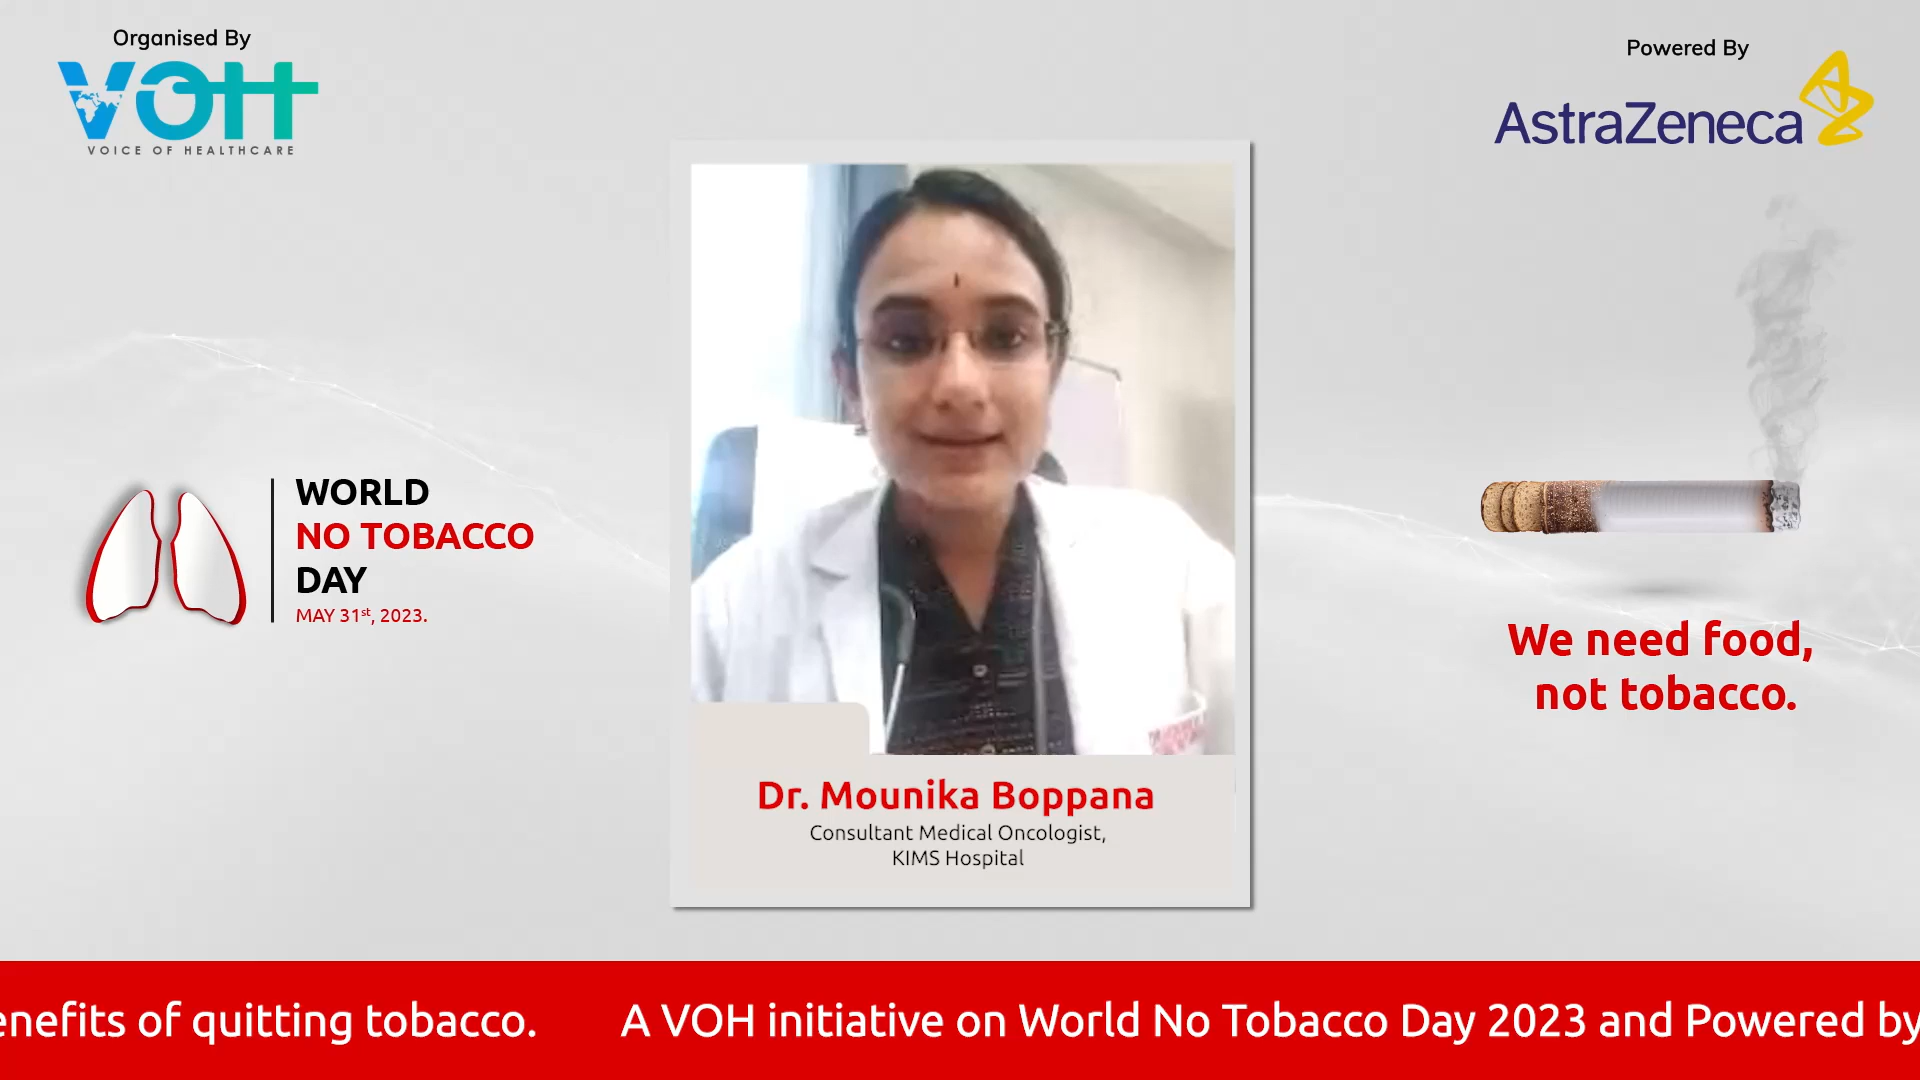 Organised By
VOH
VOICE OF HEALTHCARE
Powered By
AstraZeneca
WORLD
NO TOBACCO
DAY
MAY 31st, 2023.
We need food,
not tobacco.
Dr. Mounika Boppana
Consultant Medical Oncologist,
KIMS Hospital
enefits of quitting tobacco. A VOH initiative on World No Tobacco Day 2023 and Powered by